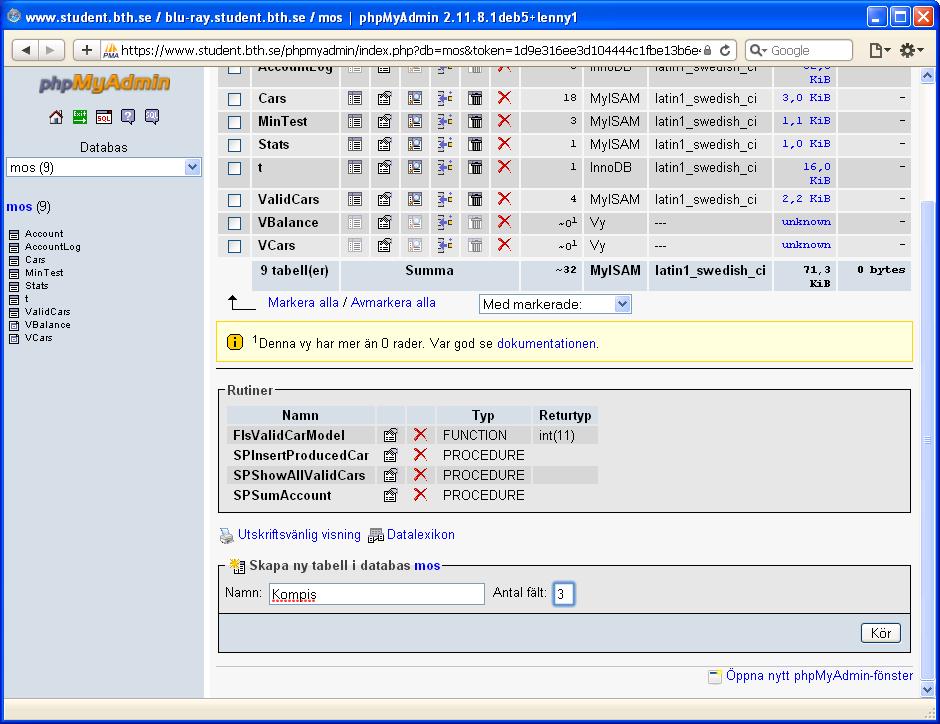 www.student.bth.se / blu-ray.student.bth.se / mos | phpMyAdmin 2.11.8.1deb5+lenny1
https://www.student.bth.se/phpmyadmin/index.php?db=mos&token=1d9e316ee3d104444c1fbe13b6e
Google
phpMyAdmin
Databas
mos (9)
mos (9)
Account
AccountLog
Cars
MinTest
Stats
t
ValidCars
VBalance
VCars
AccountLog InnoDB latin1_swedish_ci KiB
Cars 18 MyISAM latin1_swedish_ci 3,0 KiB -
MinTest 3 MyISAM latin1_swedish_ci 1,1 KiB -
Stats 1 MyISAM latin1_swedish_ci 1,0 KiB -
t 1 InnoDB latin1_swedish_ci 16,0 KiB -
ValidCars 4 MyISAM latin1_swedish_ci 2,2 KiB -
VBalance ~0¹ Vy --- unknown -
VCars ~0¹ Vy --- unknown -
9 tabell(er) Summa ~32 MyISAM latin1_swedish_ci 71,3 KiB 0 bytes
Markera alla / Avmarkera alla Med markerade:
¹Denna vy har mer än 0 rader. Var god se dokumentationen.
Rutiner
Namn Typ Returtyp
FIsValidCarModel FUNCTION int(11)
SPInsertProducedCar PROCEDURE
SPShowAllValidCars PROCEDURE
SPSumAccount PROCEDURE
Utskriftsvänlig visning Datalexikon
Skapa ny tabell i databas mos
Namn: Kompis Antal fält: 3
Kör
Öppna nytt phpMyAdmin-fönster